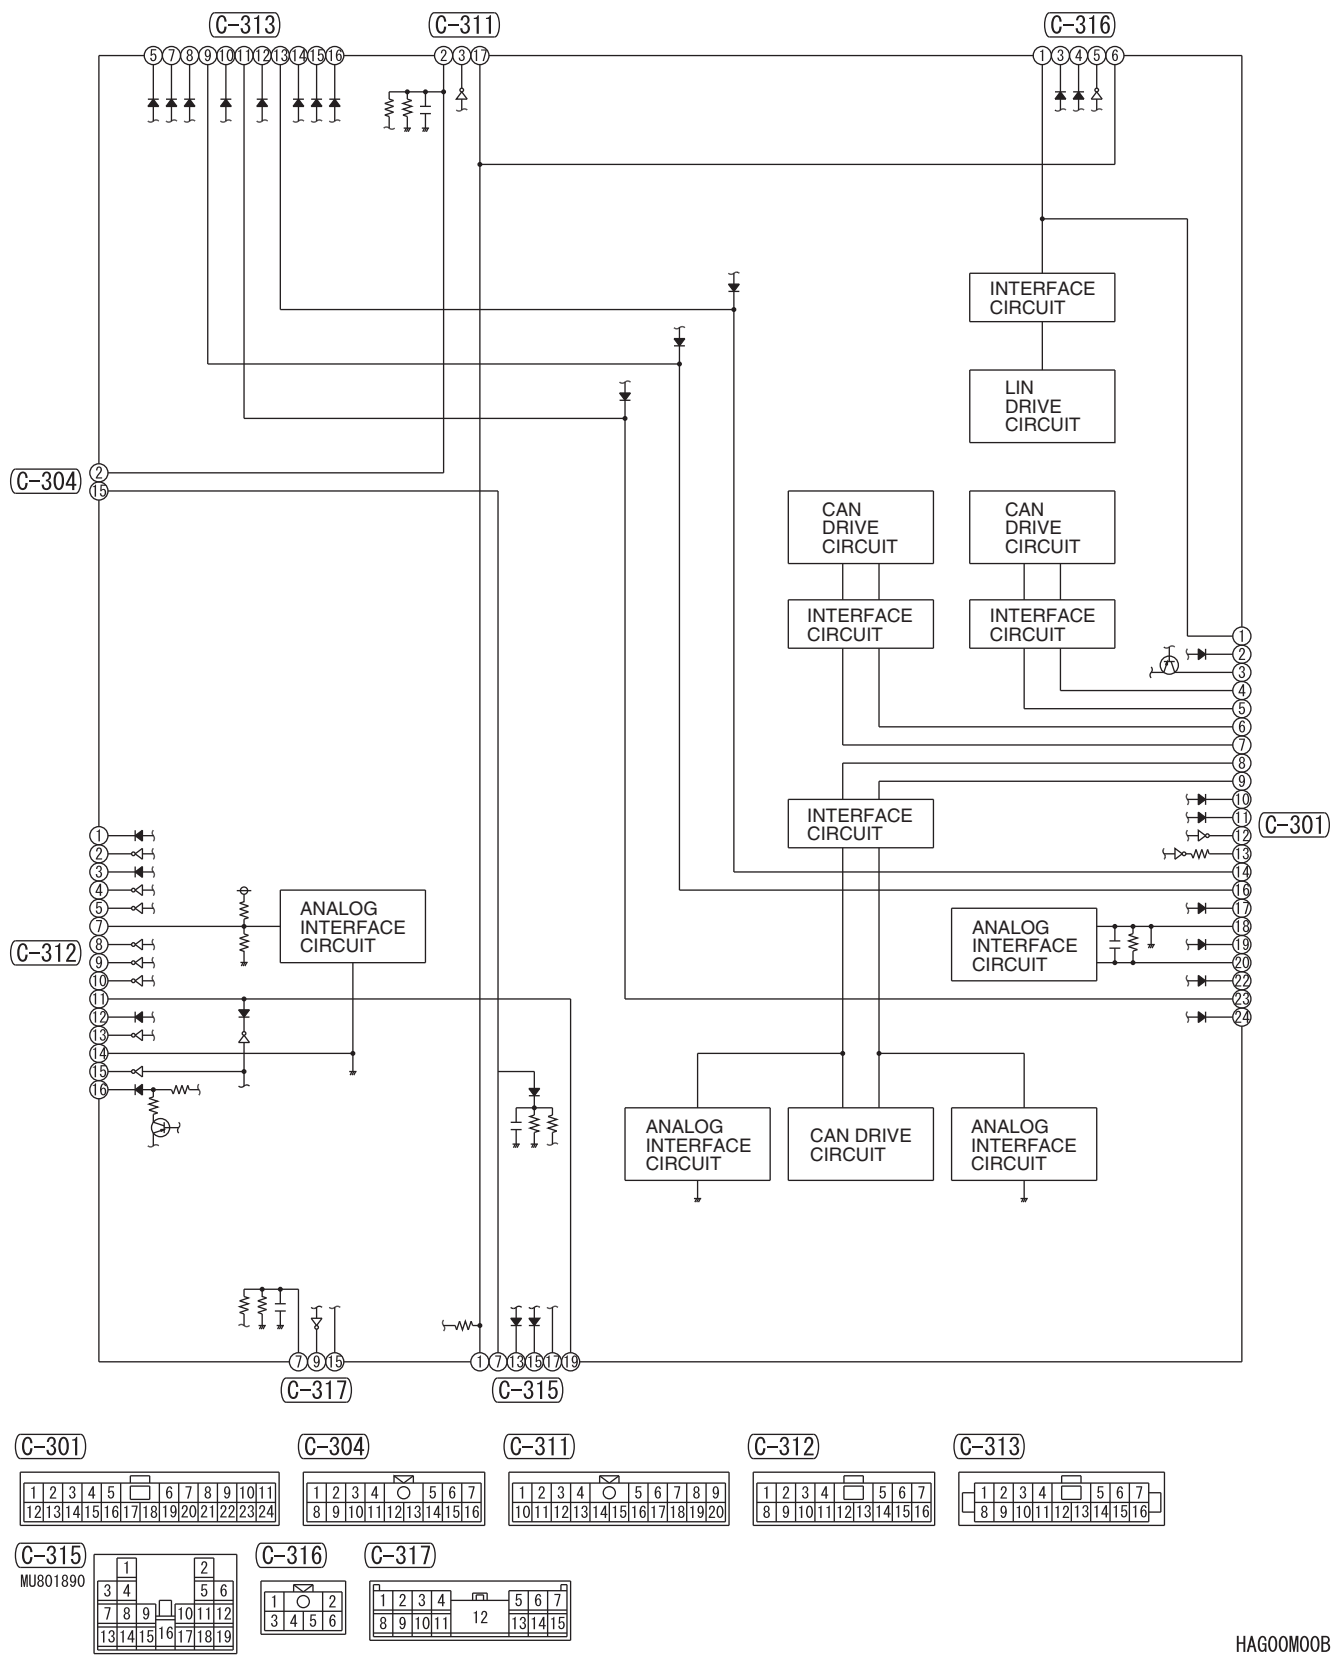 C-313
C-311
C-316
5 7 8 9 10 11 12 13 14 15 16
2 3 17
1 3 4 5 6
INTERFACE
CIRCUIT
LIN
DRIVE
CIRCUIT
C-304
2
15
CAN
DRIVE
CIRCUIT
CAN
DRIVE
CIRCUIT
INTERFACE
CIRCUIT
INTERFACE
CIRCUIT
1
2
3
4
5
6
7
8
9
10
11
12
13
14
16
17
18
19
20
22
23
24
C-301
INTERFACE
CIRCUIT
C-312
1
2
3
4
5
7
8
9
10
11
12
13
14
15
16
ANALOG
INTERFACE
CIRCUIT
ANALOG
INTERFACE
CIRCUIT
ANALOG
INTERFACE
CIRCUIT
CAN DRIVE
CIRCUIT
ANALOG
INTERFACE
CIRCUIT
7 9 15
1 7 13 15 17 19
C-317
C-315
C-301
1 2 3 4 5 6 7 8 9 10 11
12 13 14 15 16 17 18 19 20 21 22 23 24
C-304
1 2 3 4 5 6 7
8 9 10 11 12 13 14 15 16
C-311
1 2 3 4 5 6 7 8 9
10 11 12 13 14 15 16 17 18 19 20
C-312
1 2 3 4 5 6 7
8 9 10 11 12 13 14 15 16
C-313
1 2 3 4 5 6 7
8 9 10 11 12 13 14 15 16
C-315
MU801890
1 2
3 4 5 6
7 8 9 10 11 12
13 14 15 16 17 18 19
C-316
1 2
3 4 5 6
C-317
1 2 3 4 5 6 7
8 9 10 11 12 13 14 15
HAG00M00B